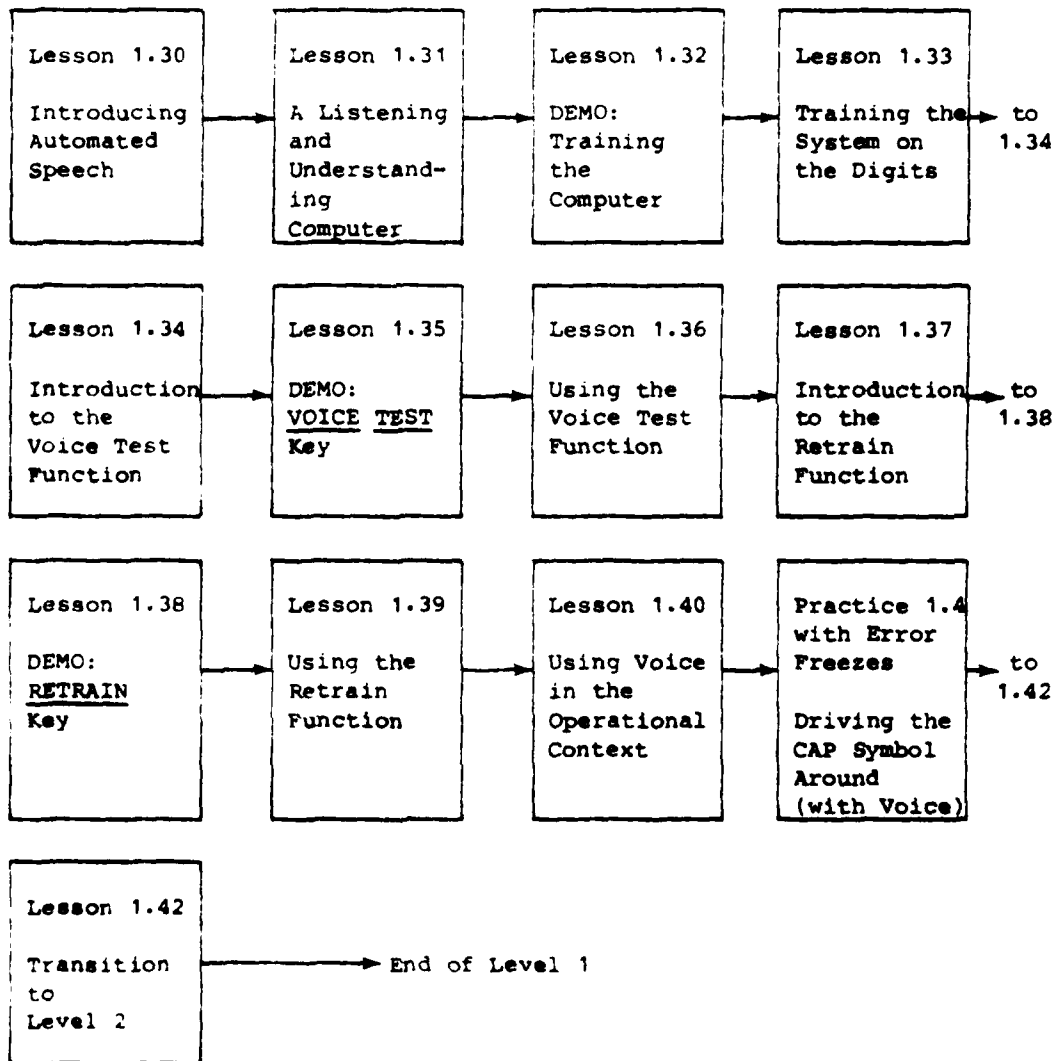 Lesson 1.30
Introducing
Automated
Speech
Lesson 1.31
A Listening
and
Understand-
ing
Computer
Lesson 1.32
DEMO:
Training
the
Computer
Lesson 1.33
Training the
System on
the Digits
to
1.34
Lesson 1.34
Introduction
to the
Voice Test
Function
Lesson 1.35
DEMO:
VOICE TEST
Key
Lesson 1.36
Using the
Voice Test
Function
Lesson 1.37
Introduction
to the
Retrain
Function
to
1.38
Lesson 1.38
DEMO:
RETRAIN
Key
Lesson 1.39
Using the
Retrain
Function
Lesson 1.40
Using Voice
in the
Operational
Context
Practice 1.4
with Error
Freezes
Driving the
CAP Symbol
Around
(with Voice)
to
1.42
Lesson 1.42
Transition
to
Level 2
End of Level 1